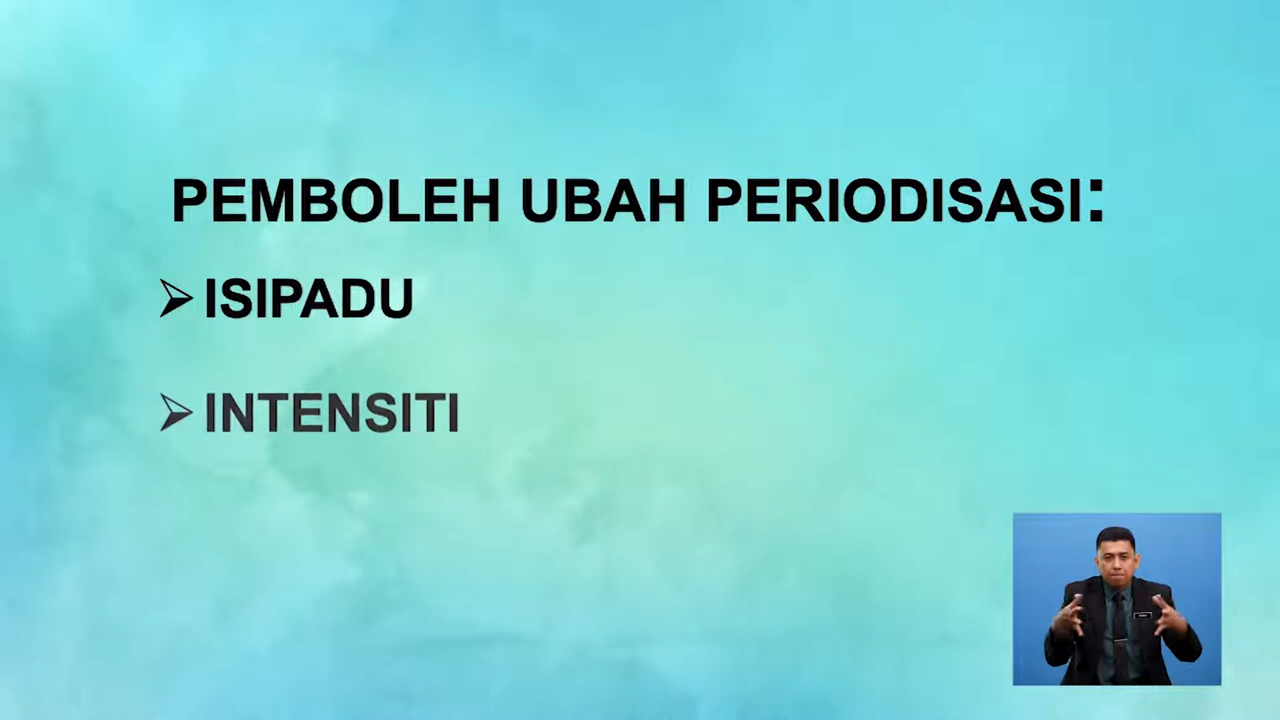 PEMBOLEH UBAH PERIODISASI:
➢ ISIPADU
➢ INTENSITI